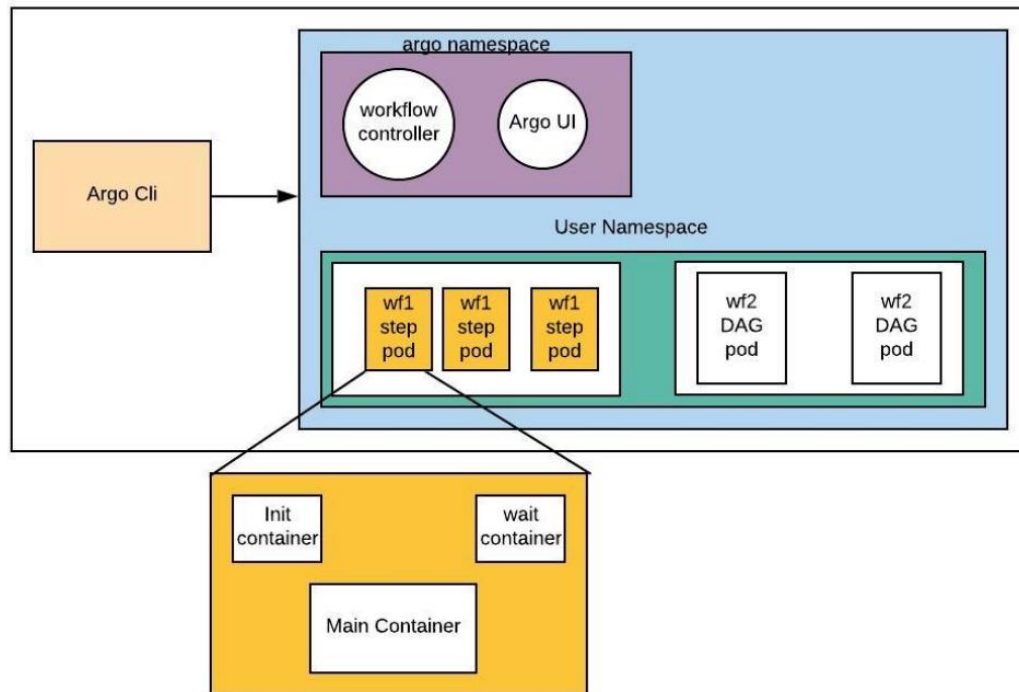 argo namespace
workflow
controller
Argo UI
Argo Cli
User Namespace
wf1
step
pod
wf1
step
pod
wf1
step
pod
wf2
DAG
pod
wf2
DAG
pod
Init
container
wait
container
Main Container